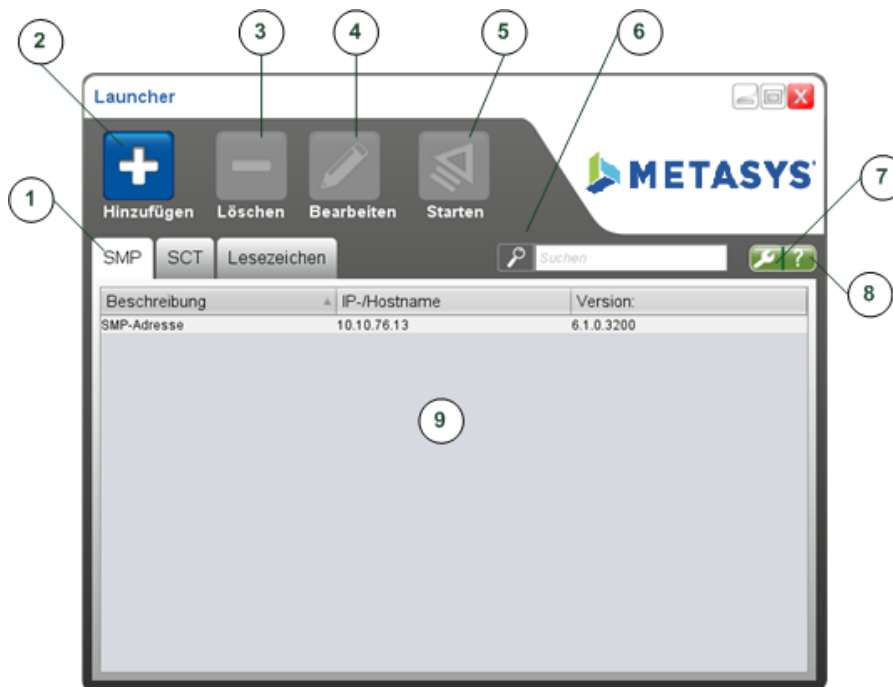 2 3 4 5 6
Launcher
METASYS
Hinzufügen Löschen Bearbeiten Starten
1
7
SMP SCT Lesezeichen Suchen ?
8
Beschreibung IP-/Hostname Version:
SMP-Adresse 10.10.76.13 6.1.0.3200
9